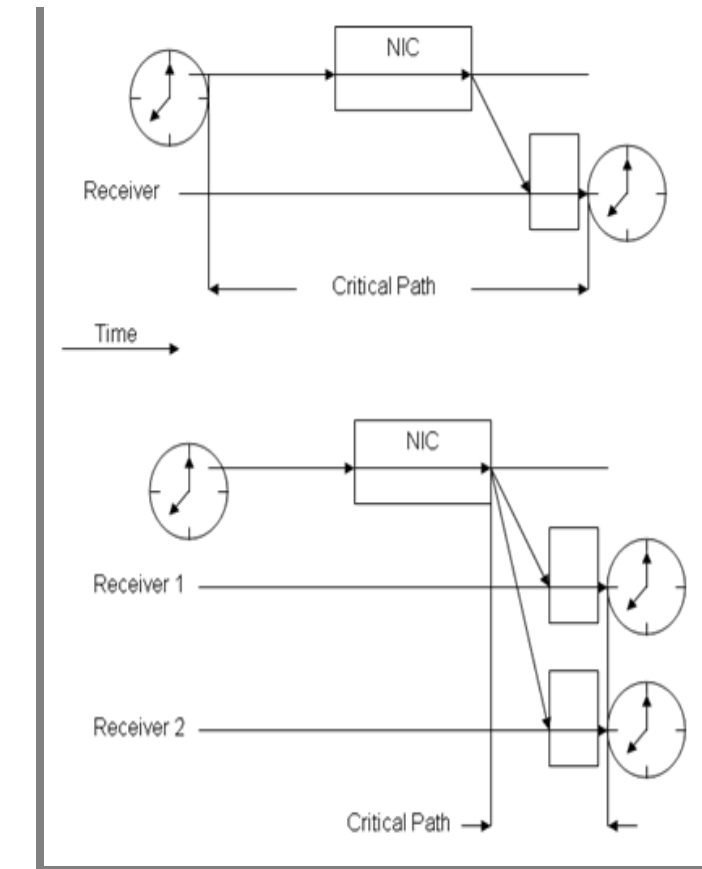 NIC
Receiver
Critical Path
Time
NIC
Receiver 1
Receiver 2
Critical Path